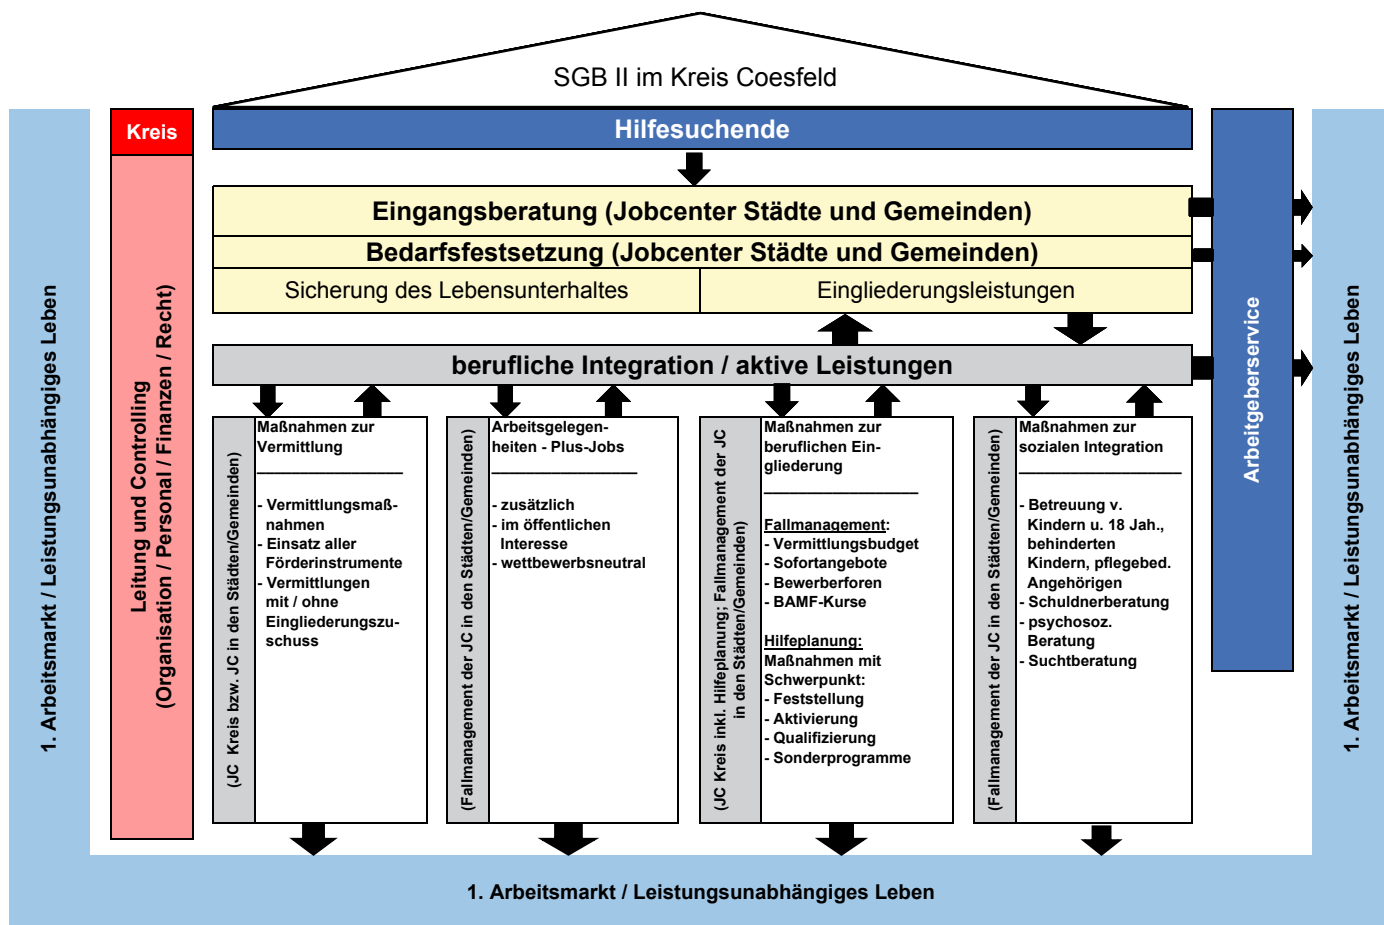 SGB II im Kreis Coesfeld
Kreis
Hilfesuchende
Eingangsberatung (Jobcenter Städte und Gemeinden)
Bedarfsfestsetzung (Jobcenter Städte und Gemeinden)
Sicherung des Lebensunterhaltes
Eingliederungsleistungen
berufliche Integration / aktive Leistungen
1. Arbeitsmarkt / Leistungsunabhängiges Leben
Leitung und Controlling
(Organisation / Personal / Finanzen / Recht)
(JC Kreis bzw. JC in den Städten/Gemeinden)
Maßnahmen zur
Vermittlung
- Vermittlungsmaß-
nahmen
- Einsatz aller
Förderinstrumente
- Vermittlungen
mit / ohne
Eingliederungszu-
schuss
(Fallmanagement der JC in den Städten/Gemeinden)
Arbeitsgelegen-
heiten - Plus-Jobs
- zusätzlich
- im öffentlichen
Interesse
- wettbewerbsneutral
(JC Kreis inkl. Hilfeplanung; Fallmanagement der JC
in den Städten/Gemeinden)
Maßnahmen zur
beruflichen Ein-
gliederung
Fallmanagement:
- Vermittlungsbudget
- Sofortangebote
- Bewerberforen
- BAMF-Kurse
Hilfeplanung:
Maßnahmen mit
Schwerpunkt:
- Feststellung
- Aktivierung
- Qualifizierung
- Sonderprogramme
(Fallmanagement der JC in den Städten/Gemeinden)
Maßnahmen zur
sozialen Integration
- Betreuung v.
Kindern u. 18 Jah.,
behinderten
Kindern, pflegebed.
Angehörigen
- Schuldnerberatung
- psychosoz.
Beratung
- Suchtberatung
Arbeitgeberservice
1. Arbeitsmarkt / Leistungsunabhängiges Leben
1. Arbeitsmarkt / Leistungsunabhängiges Leben